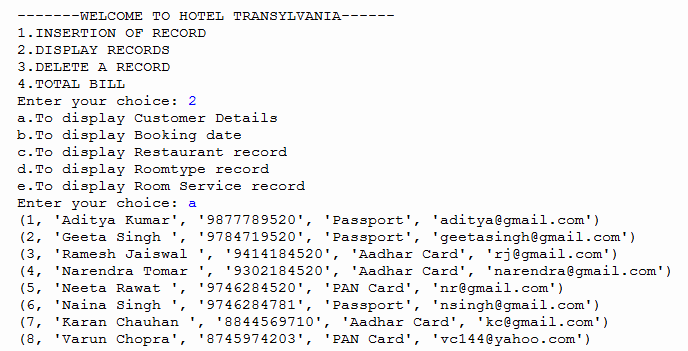 -------WELCOME TO HOTEL TRANSYLVANIA------
1.INSERTION OF RECORD
2.DISPLAY RECORDS
3.DELETE A RECORD
4.TOTAL BILL
Enter your choice: 2
a.To display Customer Details
b.To display Booking date
c.To display Restaurant record
d.To display Roomtype record
e.To display Room Service record
Enter your choice: a
(1, 'Aditya Kumar', '9877789520', 'Passport', 'aditya@gmail.com')
(2, 'Geeta Singh ', '9784719520', 'Passport', 'geetasingh@gmail.com')
(3, 'Ramesh Jaiswal ', '9414184520', 'Aadhar Card', 'rj@gmail.com')
(4, 'Narendra Tomar ', '9302184520', 'Aadhar Card', 'narendra@gmail.com')
(5, 'Neeta Rawat ', '9746284520', 'PAN Card', 'nr@gmail.com')
(6, 'Naina Singh ', '9746284781', 'Passport', 'nsingh@gmail.com')
(7, 'Karan Chauhan ', '8844569710', 'Aadhar Card', 'kc@gmail.com')
(8, 'Varun Chopra', '8745974203', 'PAN Card', 'vc144@yahoo.com')